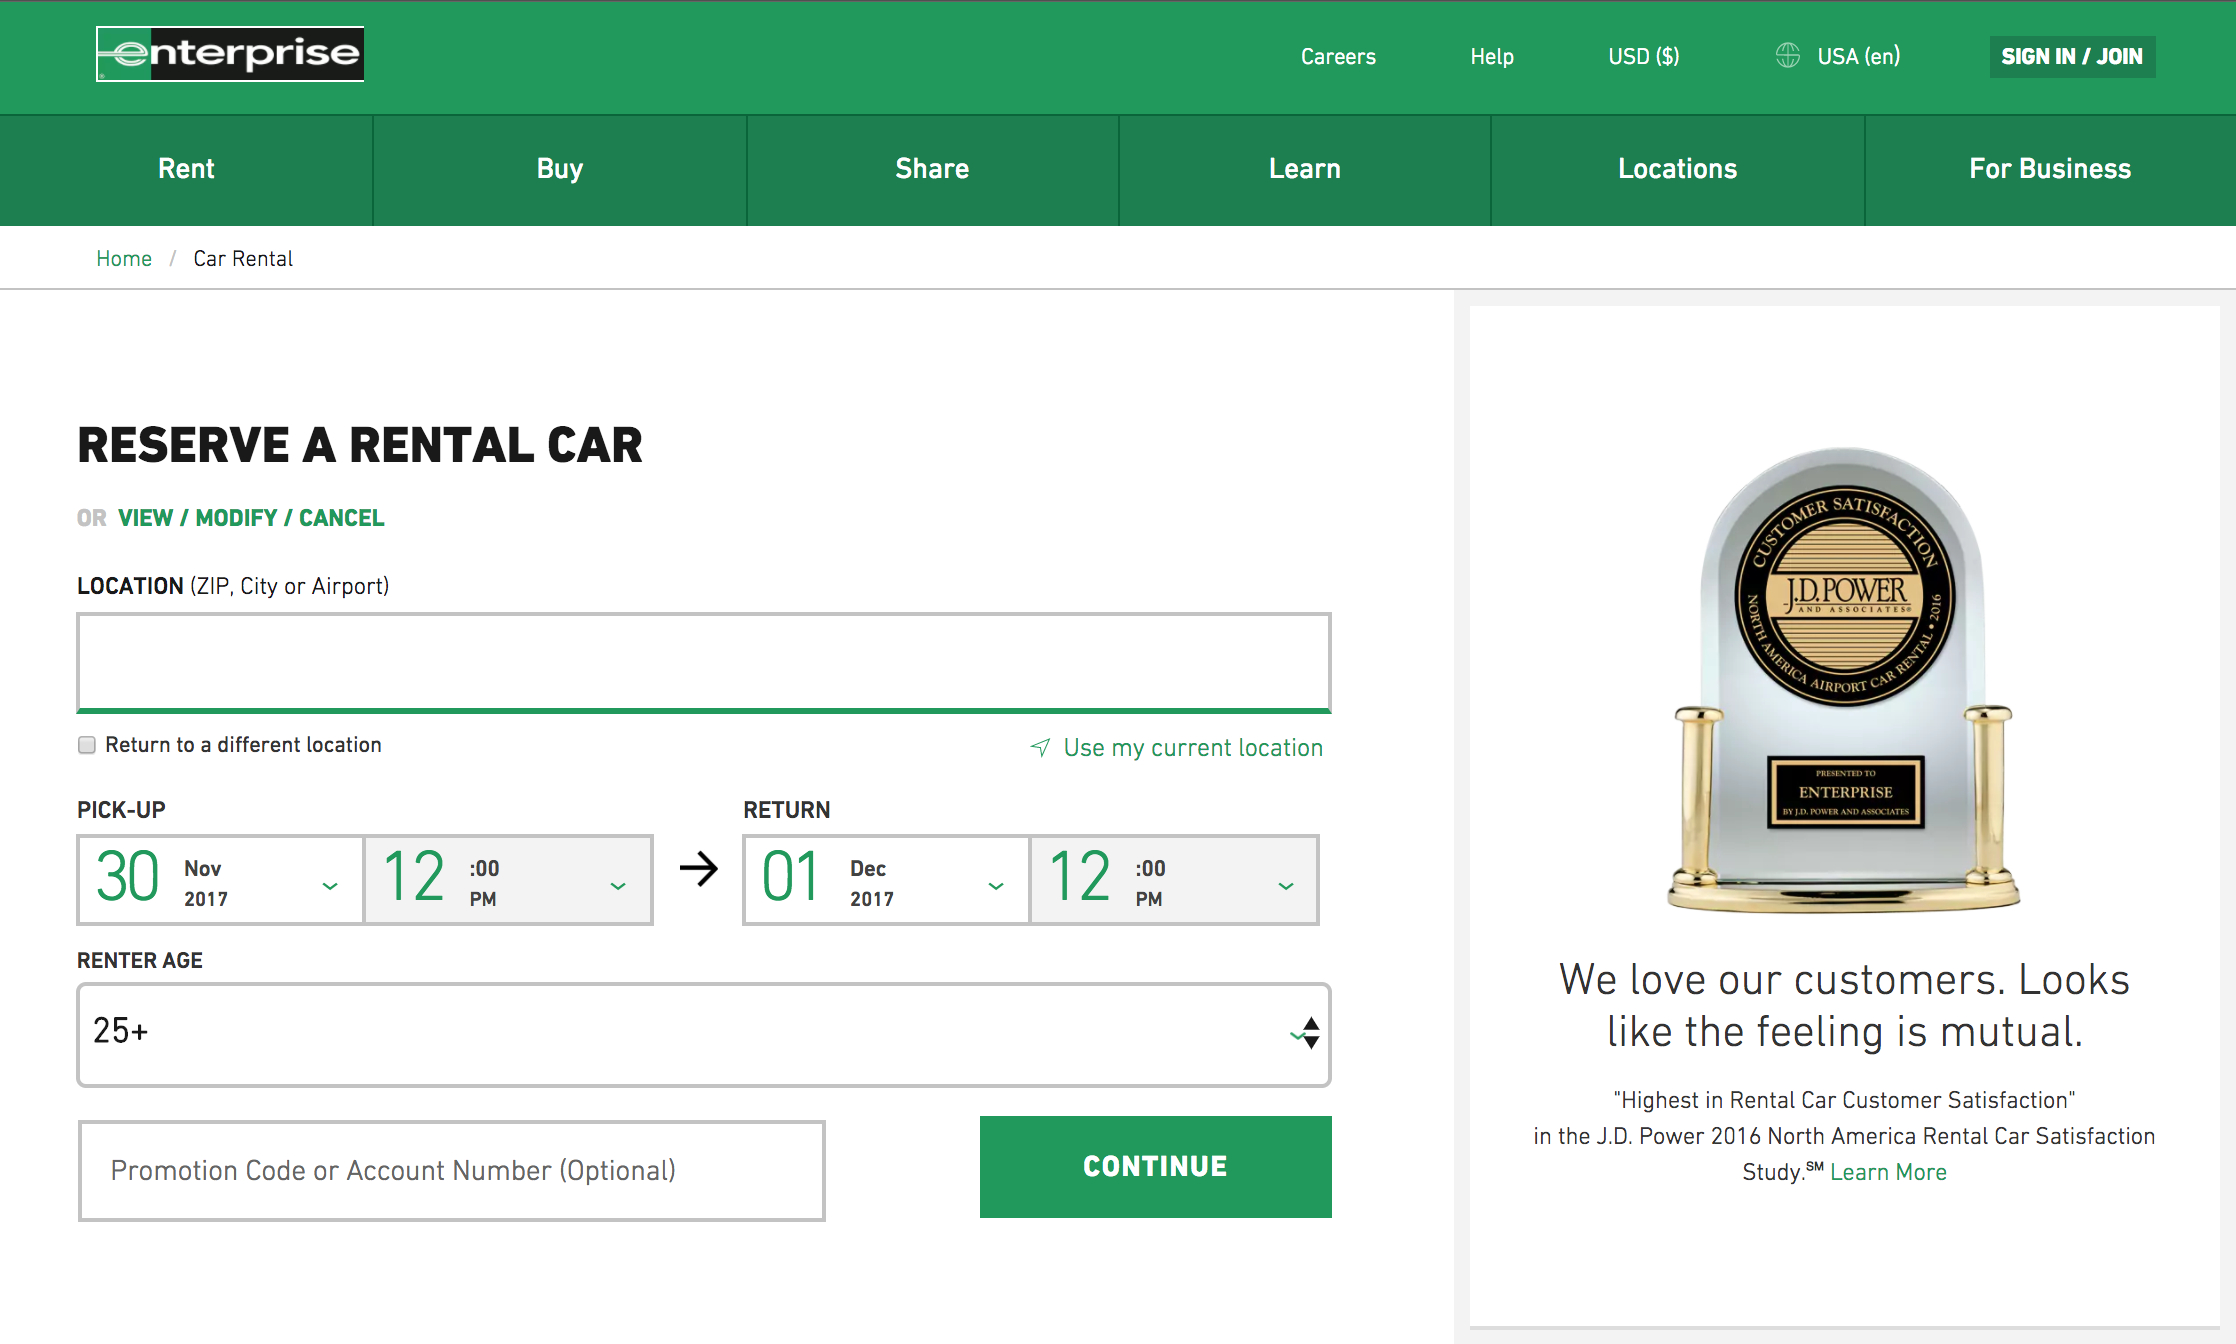 enterprise
Careers Help USD ($) USA (en) SIGN IN / JOIN
Rent Buy Share Learn Locations For Business
Home / Car Rental
RESERVE A RENTAL CAR
OR VIEW / MODIFY / CANCEL
LOCATION (ZIP, City or Airport)
Return to a different location
Use my current location
PICK-UP
30 Nov 2017
12 :00 PM
RETURN
01 Dec 2017
12 :00 PM
RENTER AGE
25+
Promotion Code or Account Number (Optional)
CONTINUE
CUSTOMER SATISFACTION
J.D. POWER
AND ASSOCIATES®
NORTH AMERICA AIRPORT CAR RENTAL • 2016
PRESENTED TO
ENTERPRISE
BY J.D. POWER AND ASSOCIATES
We love our customers. Looks
like the feeling is mutual.
"Highest in Rental Car Customer Satisfaction"
in the J.D. Power 2016 North America Rental Car Satisfaction
Study.℠ Learn More